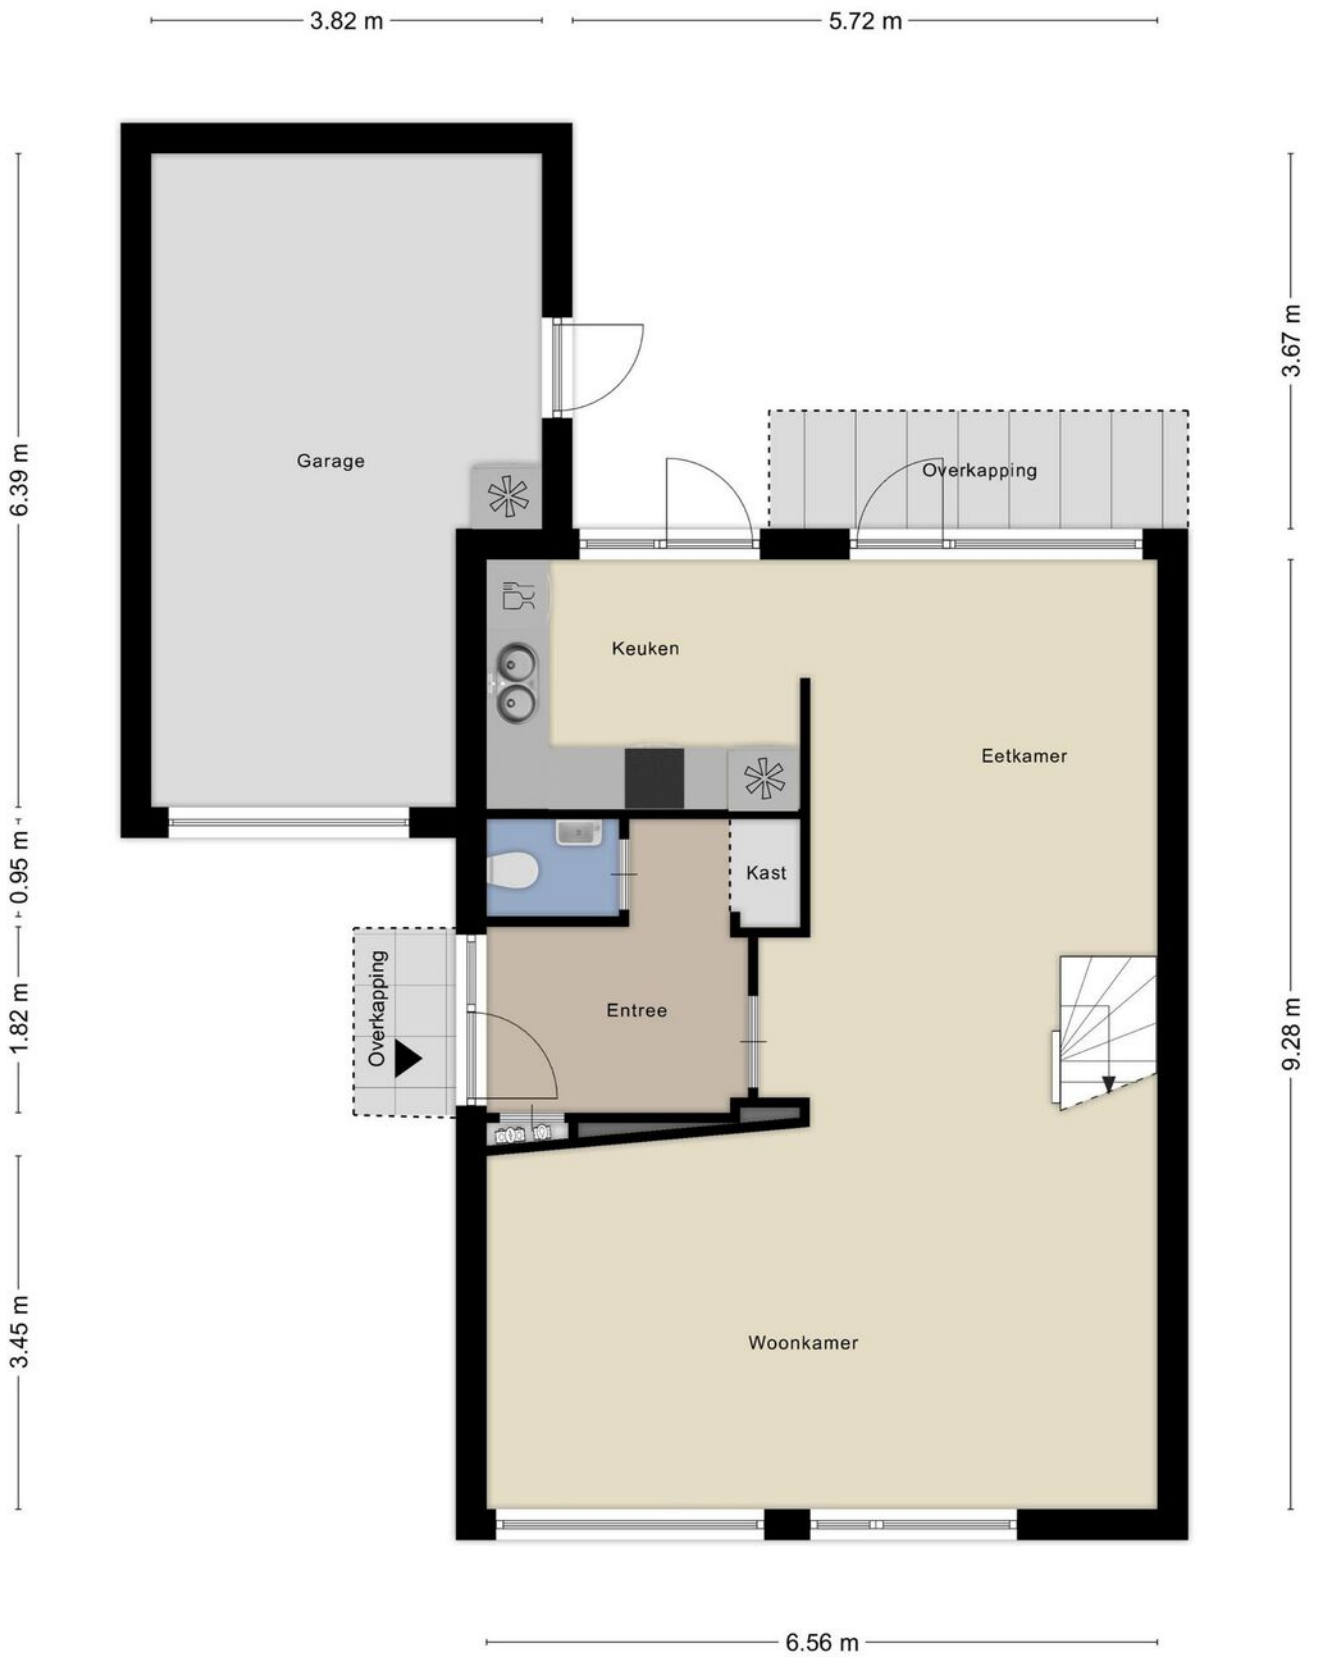 3.82 m
5.72 m
6.39 m
3.67 m
Garage
Overkapping
Keuken
Eetkamer
0.95 m
Kast
Overkapping
1.82 m
Entree
9.28 m
3.45 m
Woonkamer
6.56 m